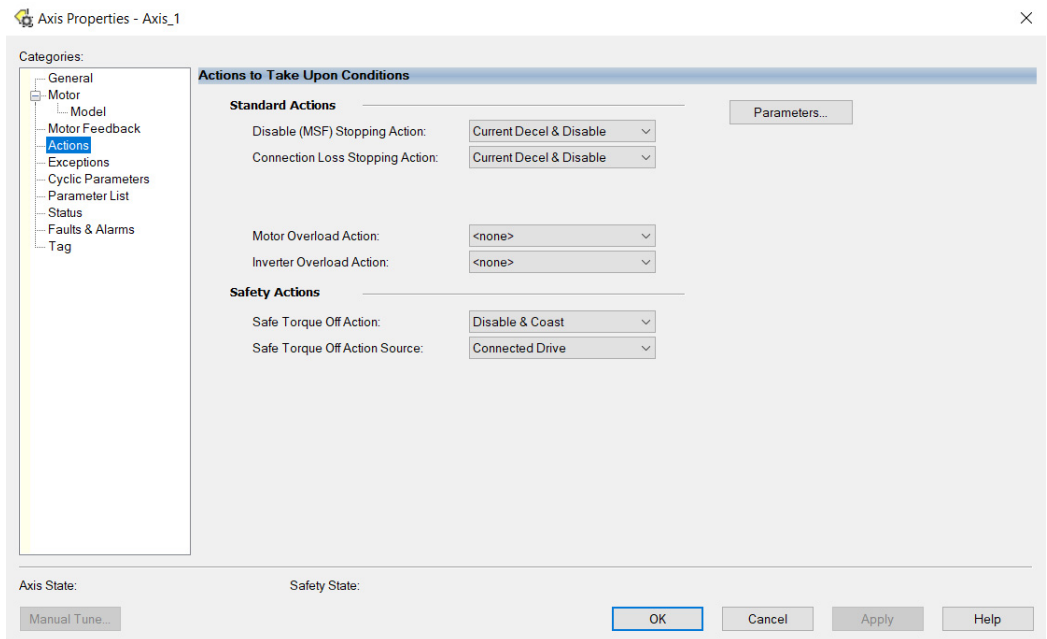 Axis Properties - Axis_1
Categories:
General
Motor
Model
Motor Feedback
Actions
Exceptions
Cyclic Parameters
Parameter List
Status
Faults & Alarms
Tag
Actions to Take Upon Conditions
Standard Actions
Parameters...
Disable (MSF) Stopping Action: Current Decel & Disable
Connection Loss Stopping Action: Current Decel & Disable
Motor Overload Action: <none>
Inverter Overload Action: <none>
Safety Actions
Safe Torque Off Action: Disable & Coast
Safe Torque Off Action Source: Connected Drive
Axis State: Safety State:
Manual Tune... OK Cancel Apply Help